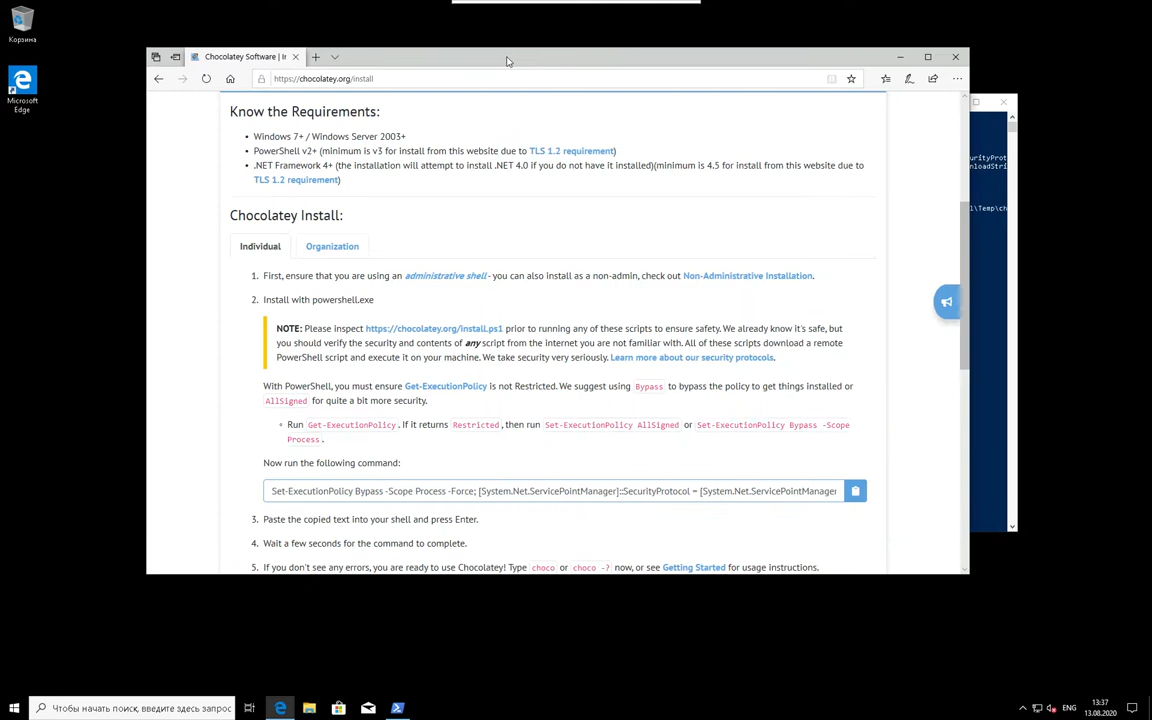 Корзина
Microsoft
Edge
Chocolatey Software | Ir
https://chocolatey.org/install
Know the Requirements:
• Windows 7+ / Windows Server 2003+
• PowerShell v2+ (minimum is v3 for install from this website due to TLS 1.2 requirement)
• .NET Framework 4+ (the installation will attempt to install .NET 4.0 if you do not have it installed)(minimum is 4.5 for install from this website due to
TLS 1.2 requirement)
Chocolatey Install:
Individual
Organization
1. First, ensure that you are using an administrative shell - you can also install as a non-admin, check out Non-Administrative Installation.
2. Install with powershell.exe
NOTE: Please inspect https://chocolatey.org/install.ps1 prior to running any of these scripts to ensure safety. We already know it's safe, but
you should verify the security and contents of any script from the internet you are not familiar with. All of these scripts download a remote
PowerShell script and execute it on your machine. We take security very seriously. Learn more about our security protocols.
With PowerShell, you must ensure Get-ExecutionPolicy is not Restricted. We suggest using Bypass to bypass the policy to get things installed or
AllSigned for quite a bit more security.
Run Get-ExecutionPolicy. If it returns Restricted, then run Set-ExecutionPolicy AllSigned or Set-ExecutionPolicy Bypass -Scope
Process.
Now run the following command:
Set-ExecutionPolicy Bypass -Scope Process -Force; [System.Net.ServicePointManager]::SecurityProtocol = [System.Net.ServicePointManager
3. Paste the copied text into your shell and press Enter.
4. Wait a few seconds for the command to complete.
5. If you don't see any errors, you are ready to use Chocolatey! Type choco or choco -? now, or see Getting Started for usage instructions.
curityProt
nloadStri
l\Temp\ch
Чтобы начать поиск, введите здесь запрос
ENG
13:37
13.08.2020